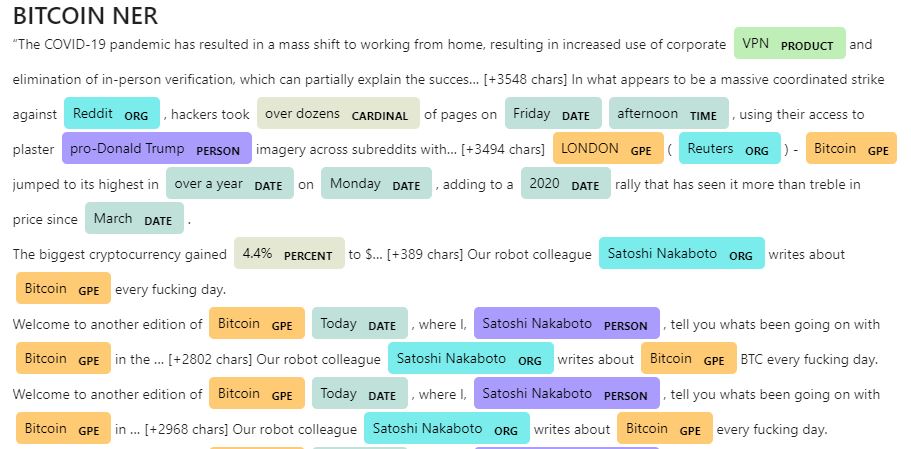 BITCOIN NER
“The COVID-19 pandemic has resulted in a mass shift to working from home, resulting in increased use of corporate VPN PRODUCT and
elimination of in-person verification, which can partially explain the succes… [+3548 chars] In what appears to be a massive coordinated strike
against Reddit ORG , hackers took over dozens CARDINAL of pages on Friday DATE afternoon TIME , using their access to
plaster pro-Donald Trump PERSON imagery across subreddits with… [+3494 chars] LONDON GPE ( Reuters ORG ) - Bitcoin GPE
jumped to its highest in over a year DATE on Monday DATE , adding to a 2020 DATE rally that has seen it more than treble in
price since March DATE .
The biggest cryptocurrency gained 4.4% PERCENT to $… [+389 chars] Our robot colleague Satoshi Nakaboto ORG writes about
Bitcoin GPE every fucking day.
Welcome to another edition of Bitcoin GPE Today DATE , where I, Satoshi Nakaboto PERSON , tell you whats been going on with
Bitcoin GPE in the … [+2802 chars] Our robot colleague Satoshi Nakaboto ORG writes about Bitcoin GPE BTC every fucking day.
Welcome to another edition of Bitcoin GPE Today DATE , where I, Satoshi Nakaboto PERSON , tell you whats been going on with
Bitcoin GPE in … [+2968 chars] Our robot colleague Satoshi Nakaboto ORG writes about Bitcoin GPE every fucking day.